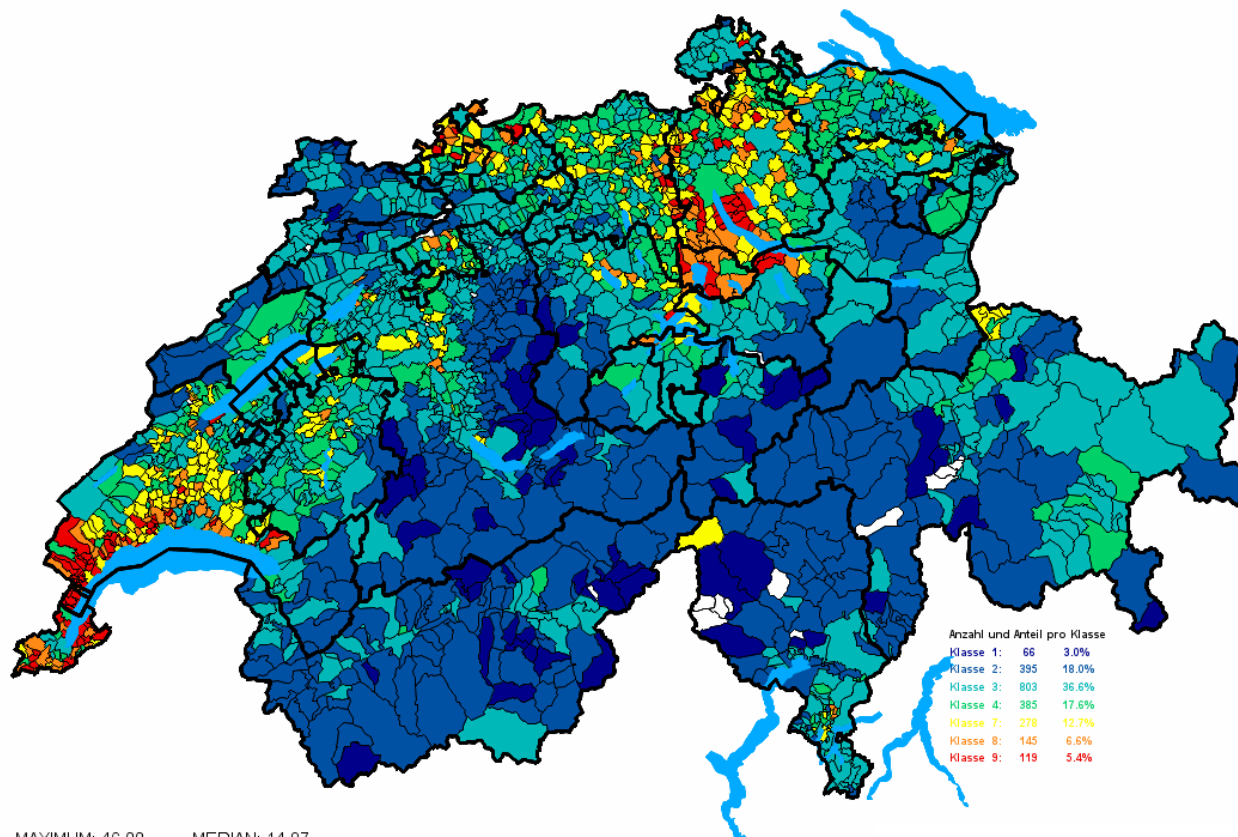 Anzahl und Anteil pro Klasse
Klasse 1: 66 3.0%
Klasse 2: 395 18.0%
Klasse 3: 803 36.6%
Klasse 4: 385 17.6%
Klasse 7: 278 12.7%
Klasse 8: 145 6.6%
Klasse 9: 119 5.4%
MAXIMUM: MEDIAN: